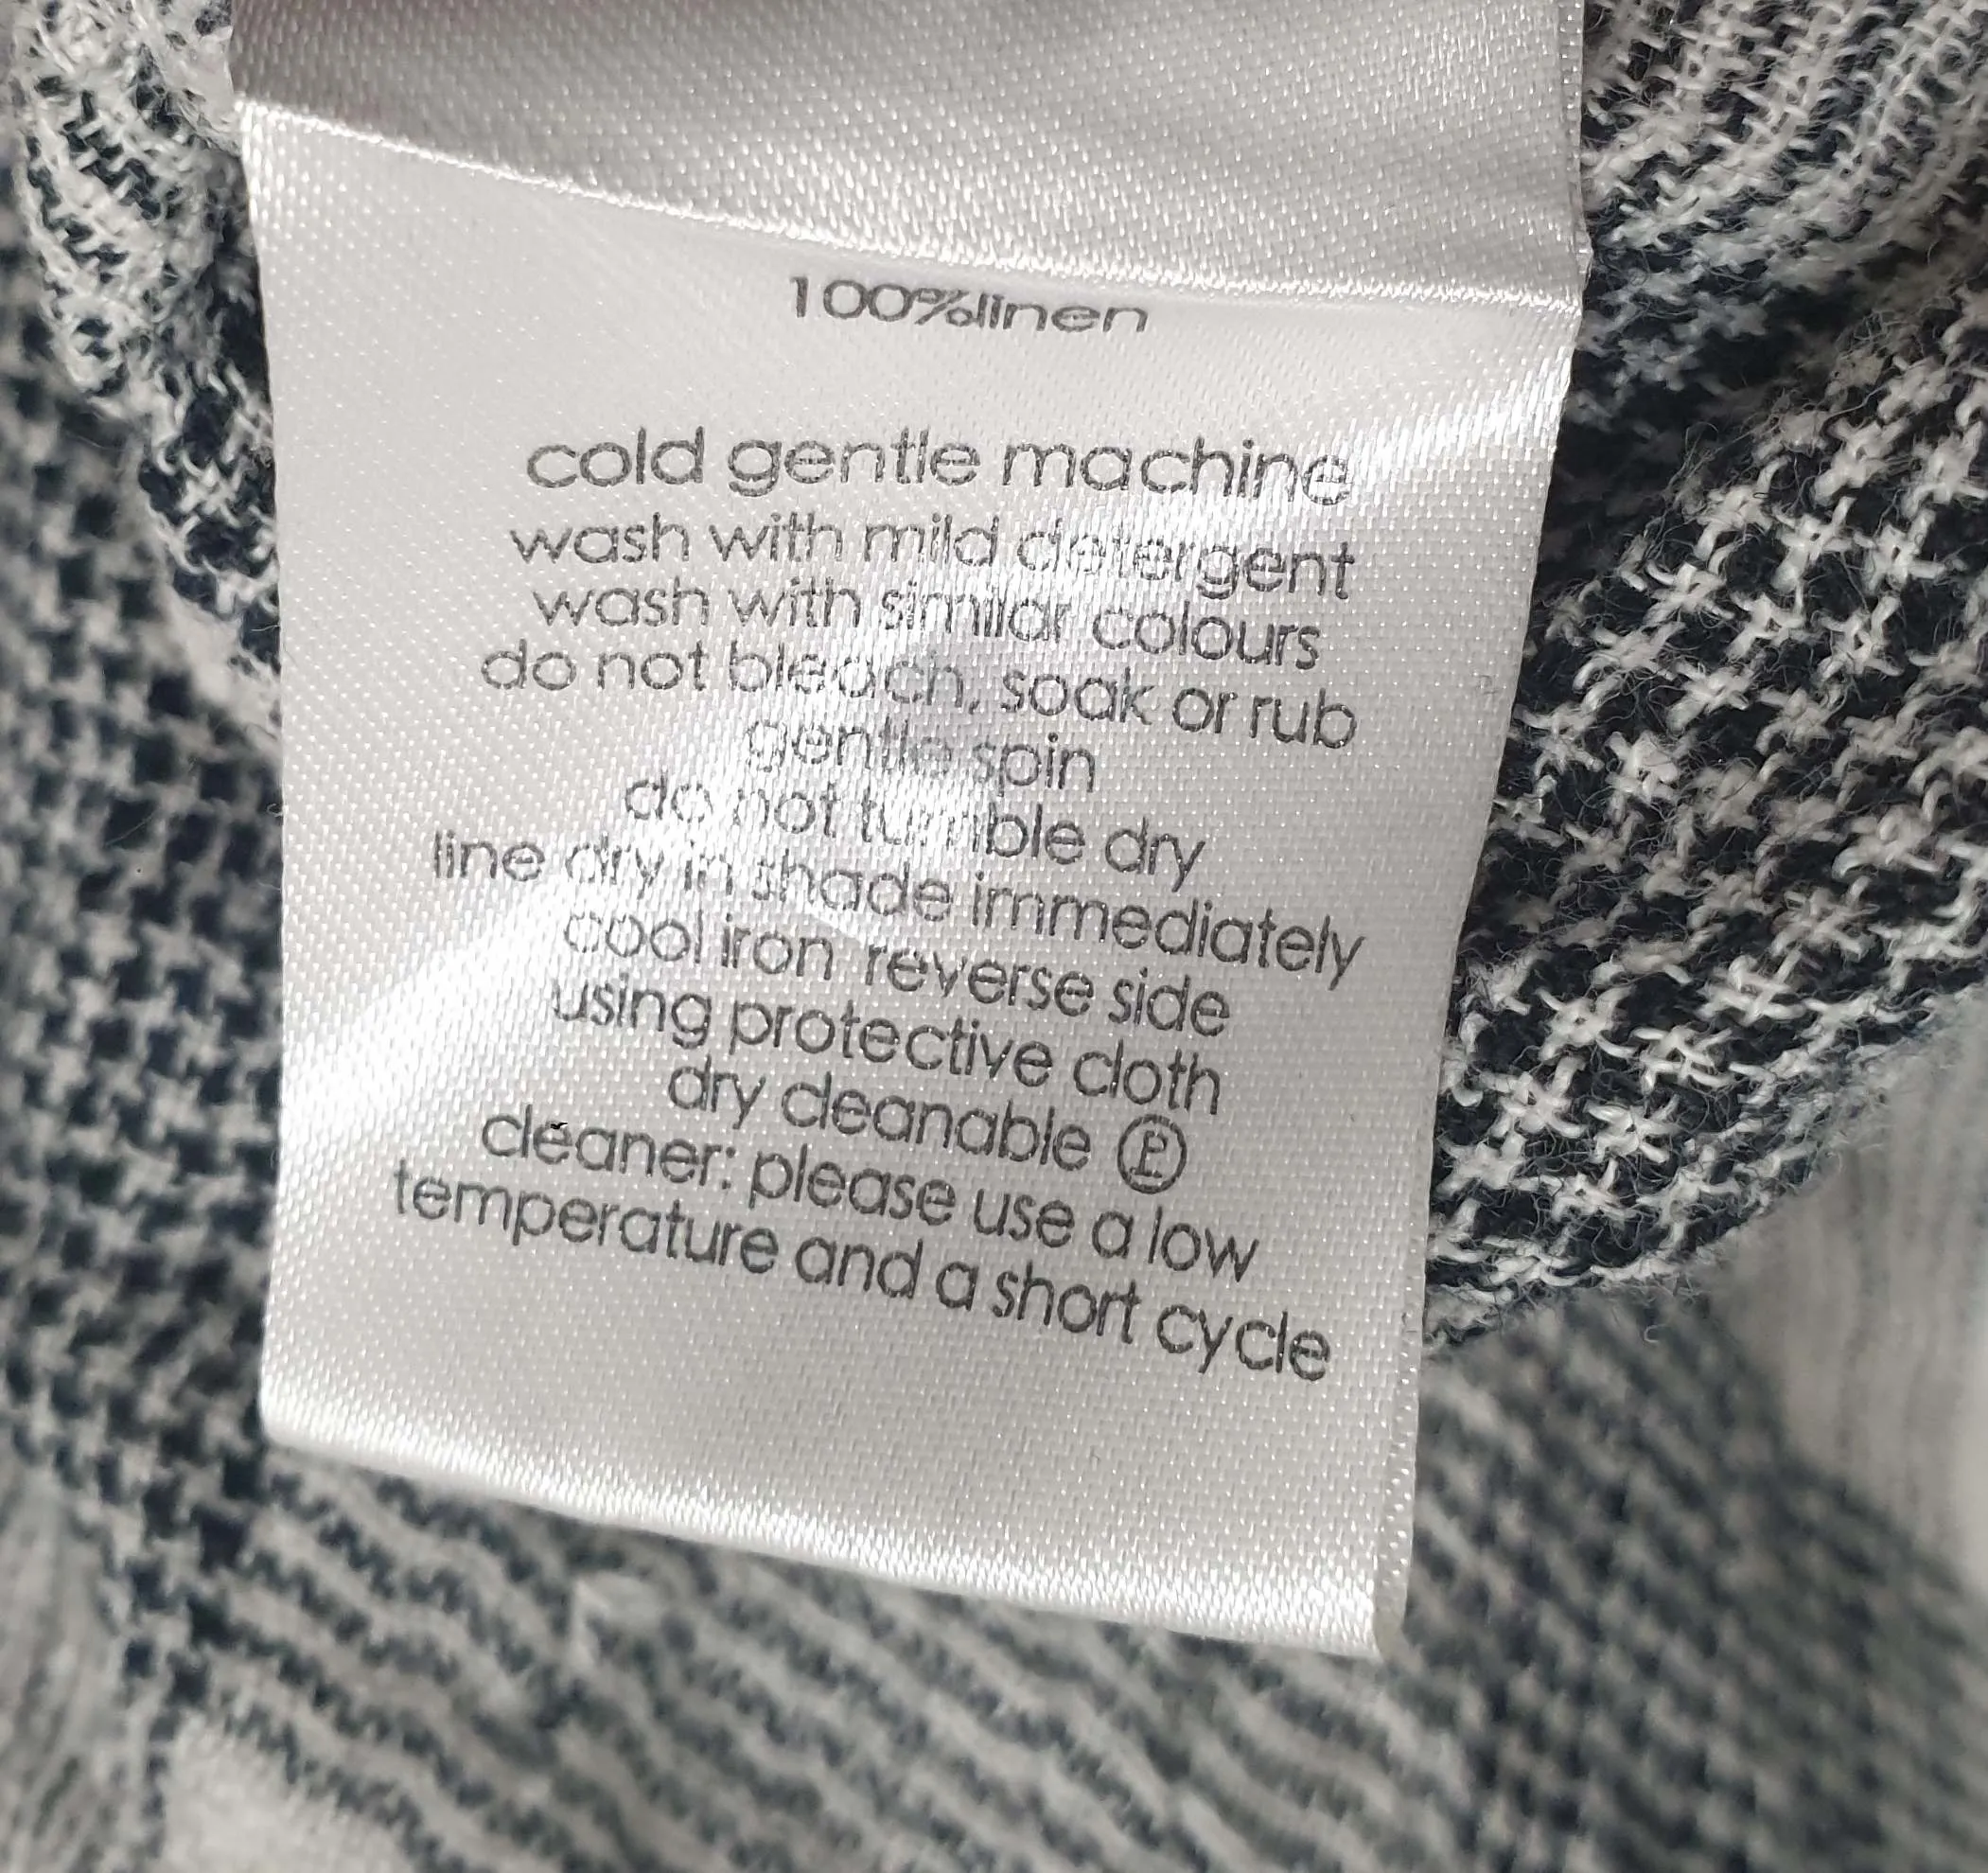 100%linen
cold gentle machine
wash with mild detergent
wash with similar colours
do not bleach, soak or rub
gentle spin
do not tumble dry
line dry in shade immediately
cool iron reverse side
using protective cloth
dry cleanable Ⓟ
cleaner: please use a low
temperature and a short cycle